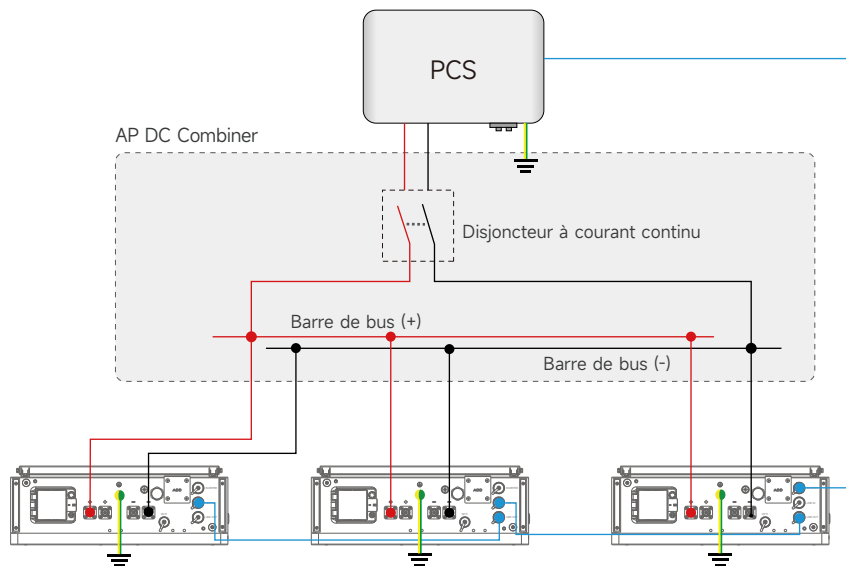 PCS
AP DC Combiner
Disjoncteur à courant continu
Barre de bus (+)
Barre de bus (-)